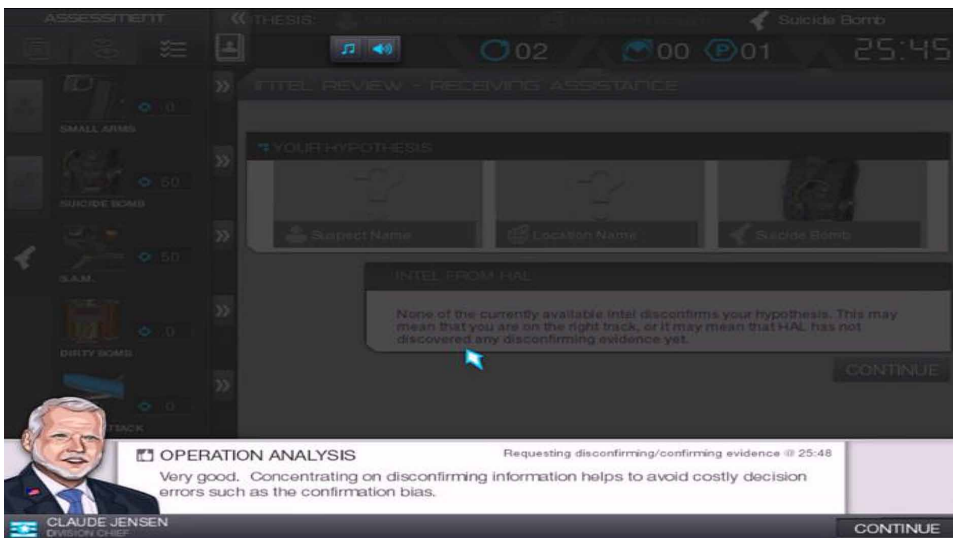 ASSESSMENT
THESIS:
Suicide Bomb
02
00
P
01
25:45
INTEL REVIEW - RECEIVING ASSISTANCE
0
SMALL ARMS
YOUR HYPOTHESIS
50
SUICIDE BOMB
Suspect Name
Location Name
Suicide Bomb
50
S.A.M.
INTEL FROM HAL
None of the currently available intel disconfirms your hypothesis. This may
mean that you are on the right track, or it may mean that HAL has not
discovered any disconfirming evidence yet.
0
DIRTY BOMB
CONTINUE
0
TACK
OPERATION ANALYSIS
Requesting disconfirming/confirming evidence @ 25:48
Very good. Concentrating on disconfirming information helps to avoid costly decision
errors such as the confirmation bias.
CLAUDE JENSEN
DIVISION CHIEF
CONTINUE